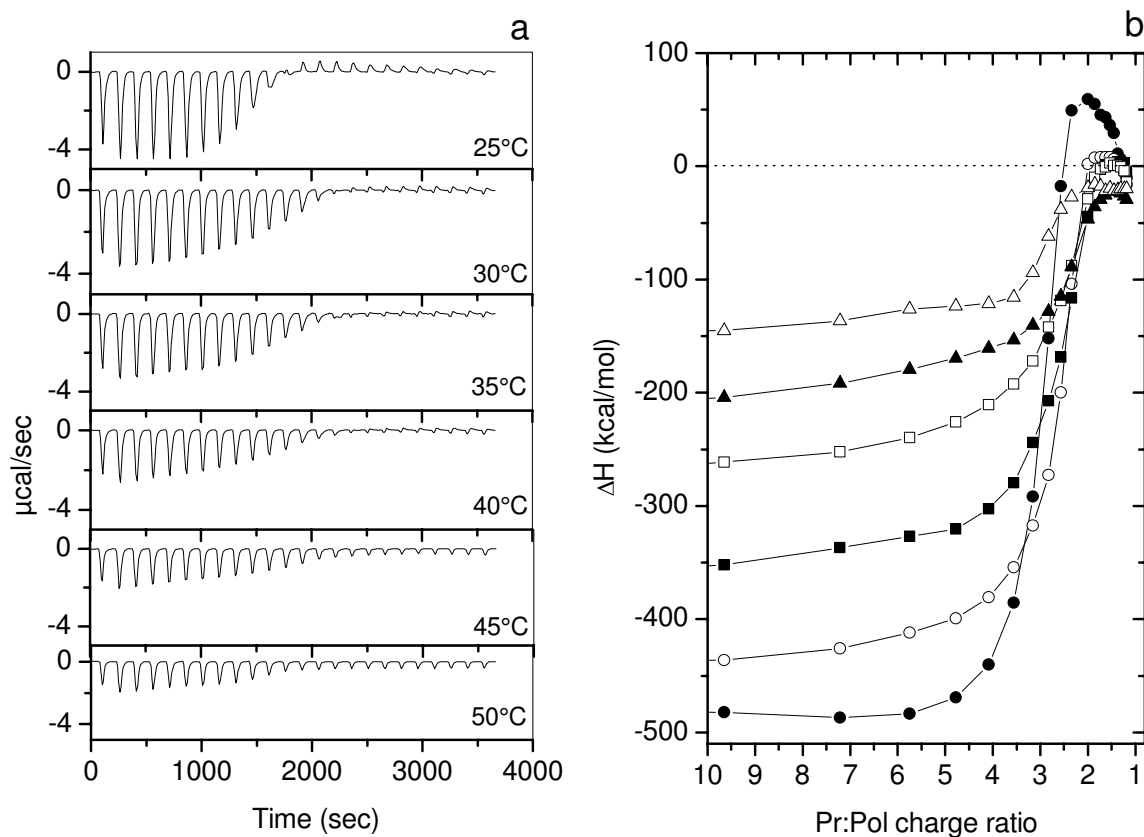 a
0
-4
25°C
0
-4
30°C
0
-4
35°C
0
-4
40°C
0
-4
45°C
0
-4
50°C
0 1000 2000 3000 4000
Time (sec)
µcal/sec
b
100
0
-100
-200
-300
-400
-500
10 9 8 7 6 5 4 3 2 1
Pr:Pol charge ratio
ΔH (kcal/mol)